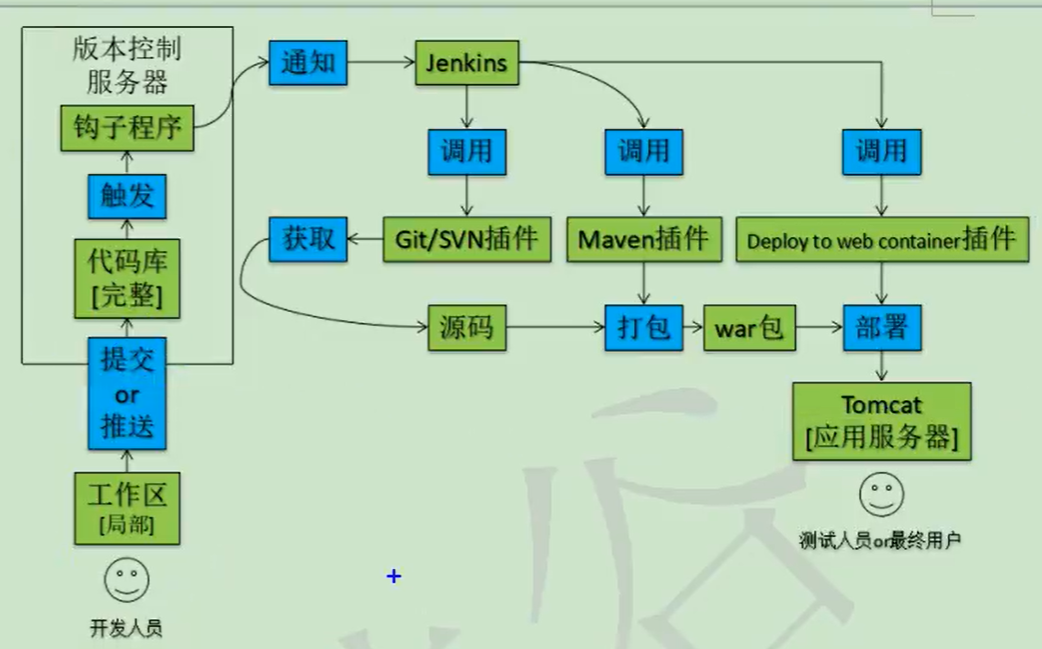 版本控制
服务器
钩子程序
触发
代码库
[完整]
提交
or
推送
工作区
[局部]
开发人员
通知
Jenkins
调用
调用
调用
获取
Git/SVN插件
Maven插件
Deploy to web container插件
源码
打包
war包
部署
Tomcat
[应用服务器]
测试人员or最终用户